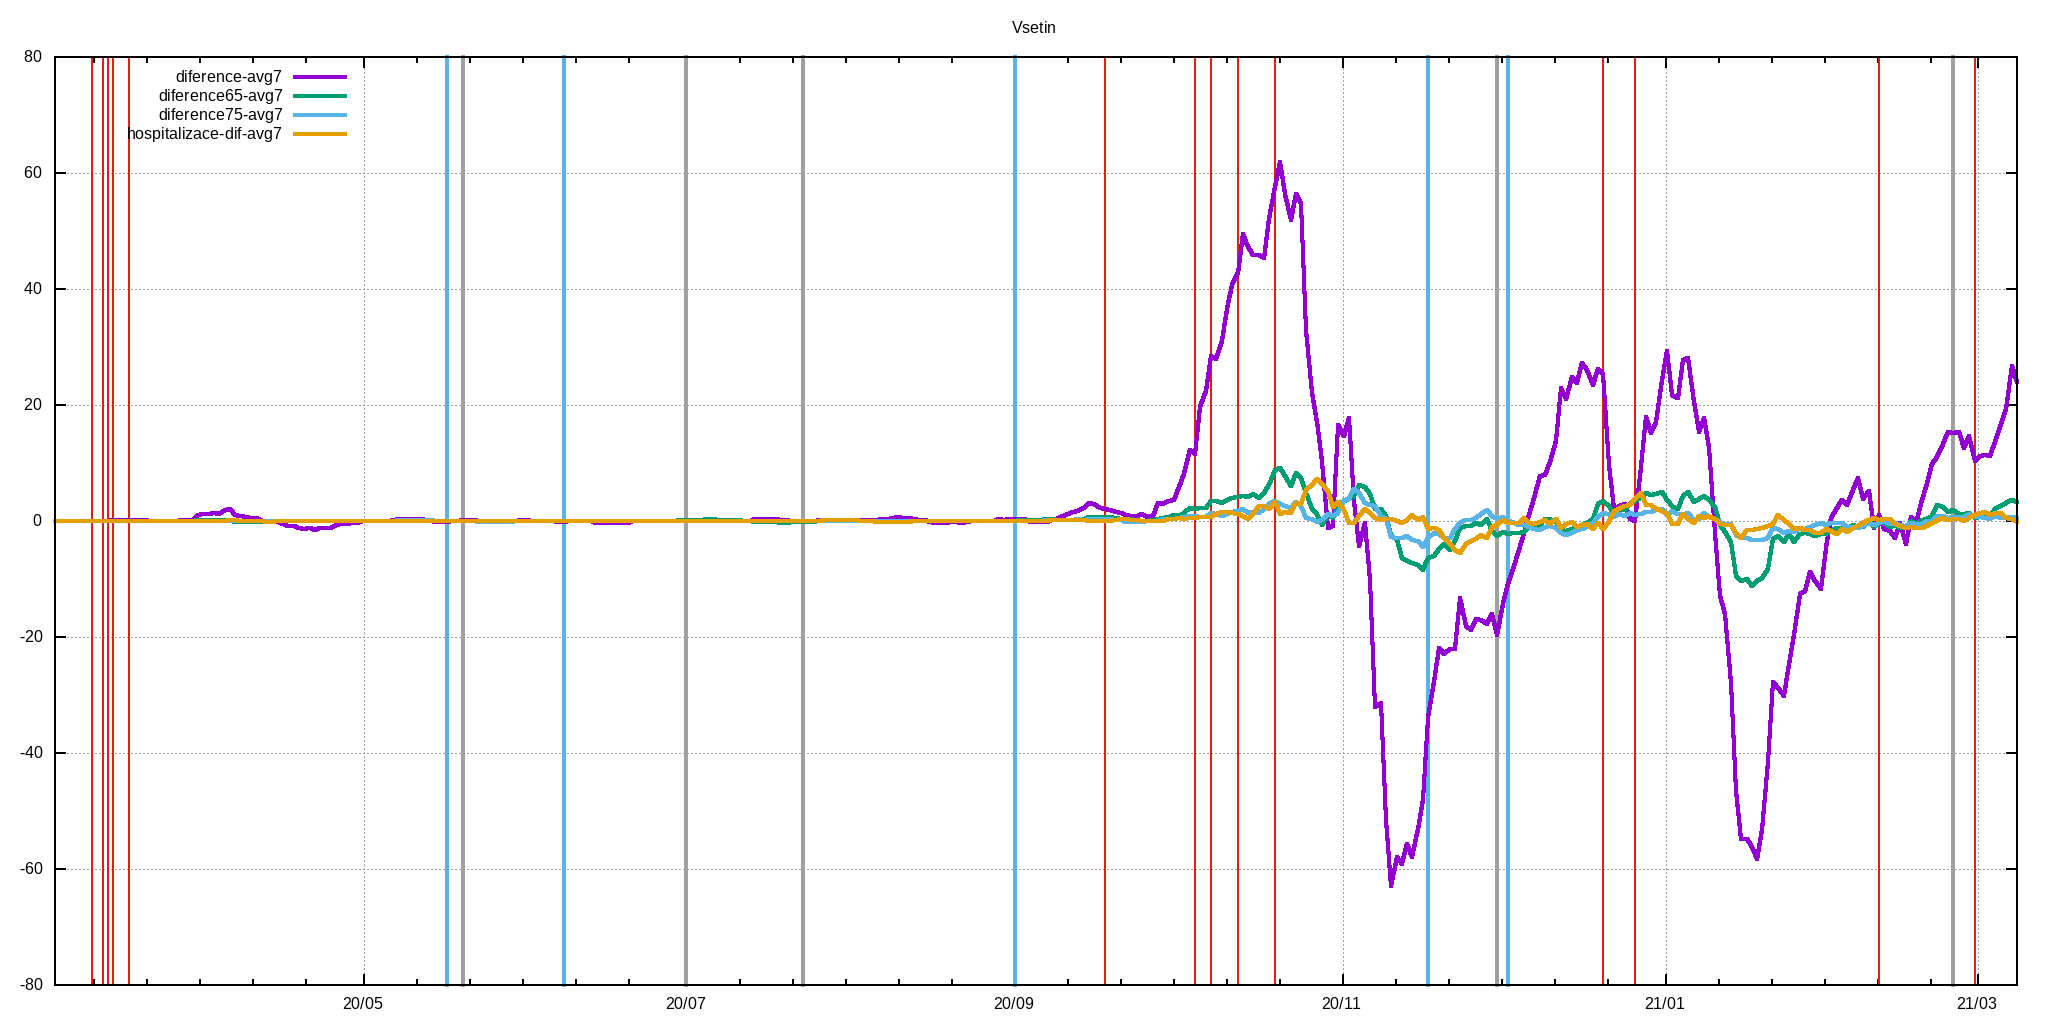 Vsetin
80
diference-avg7
diference65-avg7
diference75-avg7
hospitalizace-dif-avg7
60
40
20
0
-20
-40
-60
-80
20/05 20/07 20/09 20/11 21/01 21/03